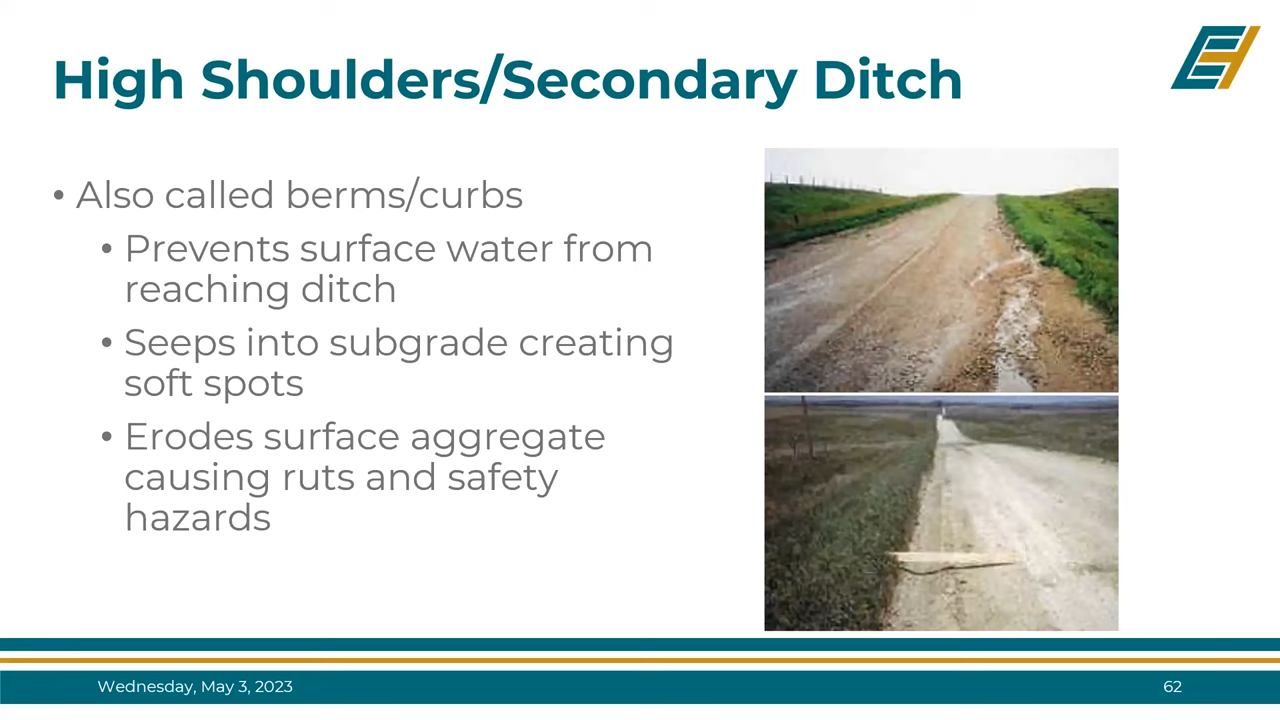 High Shoulders/Secondary Ditch
• Also called berms/curbs
• Prevents surface water from
reaching ditch
• Seeps into subgrade creating
soft spots
• Erodes surface aggregate
causing ruts and safety
hazards
Wednesday, May 3, 2023
62